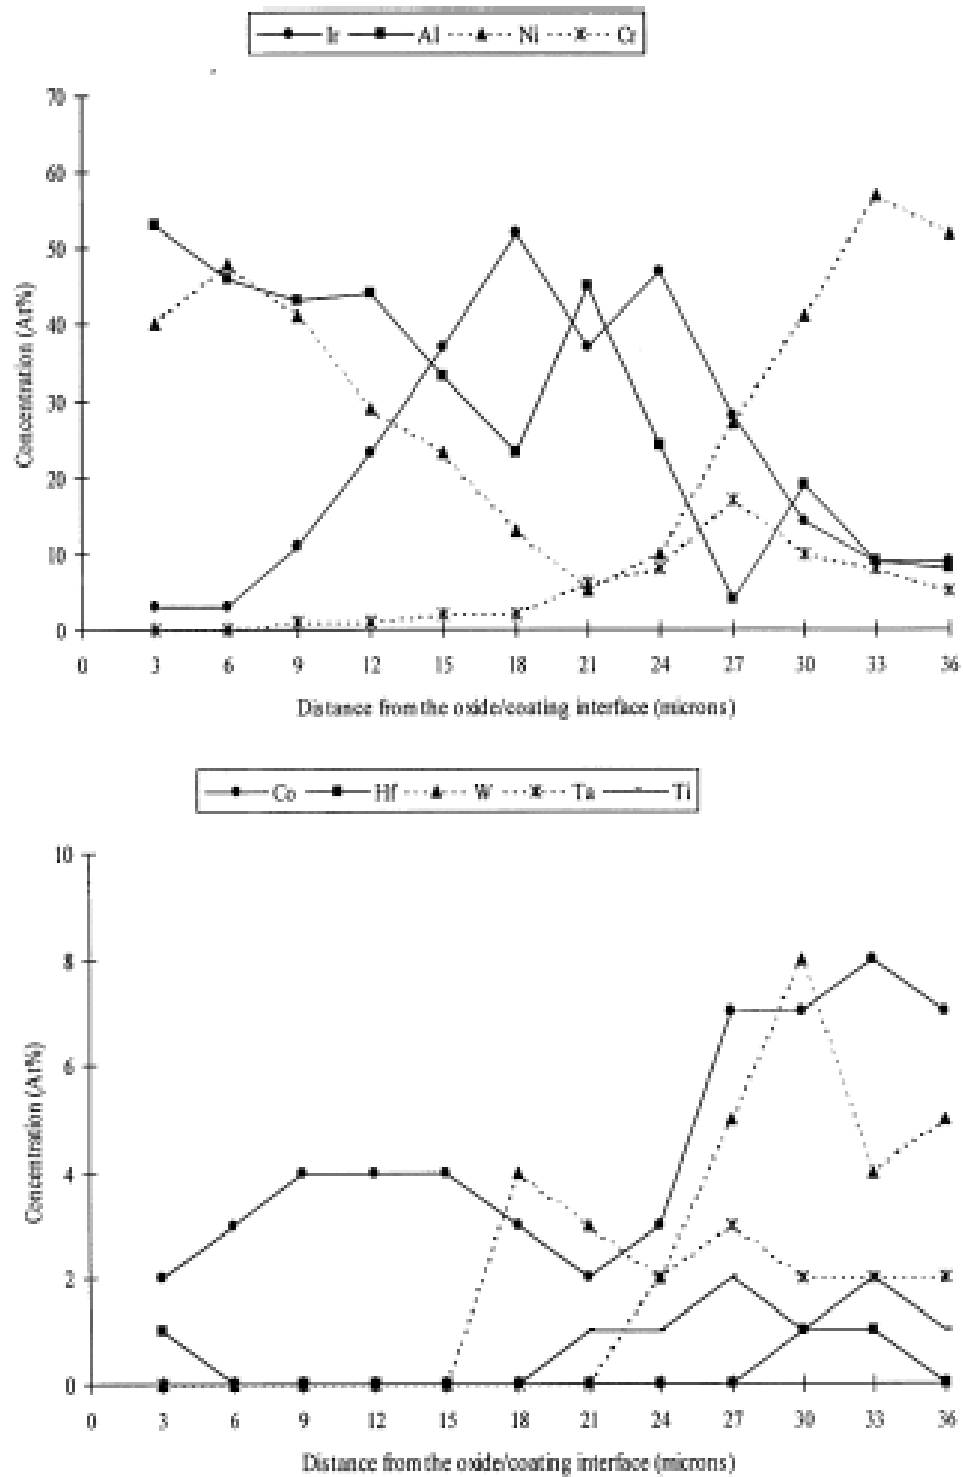 Ir Al Ni Cr
70
60
50
40
30
20
10
0
Concentration (At%)
0 3 6 9 12 15 18 21 24 27 30 33 36
Distance from the oxide/coating interface (microns)
Co Hf W Ta Ti
10
8
6
4
2
0
Concentration (At%)
0 3 6 9 12 15 18 21 24 27 30 33 36
Distance from the oxide/coating interface (microns)